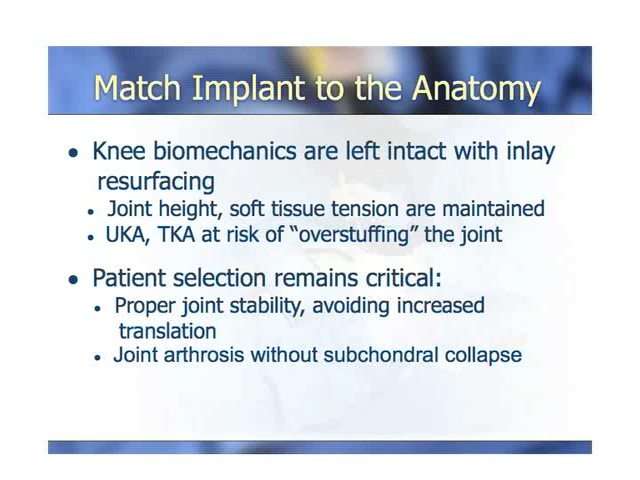 Match Implant to the Anatomy
• Knee biomechanics are left intact with inlay
resurfacing
• Joint height, soft tissue tension are maintained
• UKA, TKA at risk of “overstuffing” the joint
• Patient selection remains critical:
• Proper joint stability, avoiding increased
translation
• Joint arthrosis without subchondral collapse